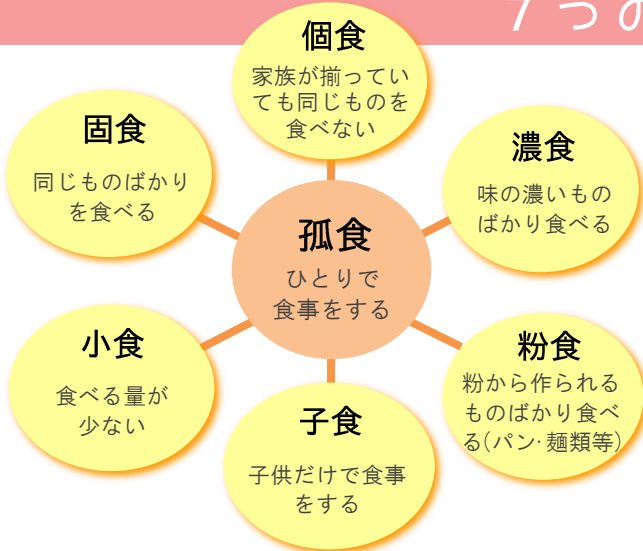 7つ
個食
家族が揃ってい
ても同じものを
食べない
固食
同じものばかり
を食べる
濃食
味の濃いもの
ばかり食べる
孤食
ひとりで
食事をする
小食
食べる量が
少ない
粉食
粉から作られる
ものばかり食べ
る(パン・麺類等)
子食
子供だけで食事
をする